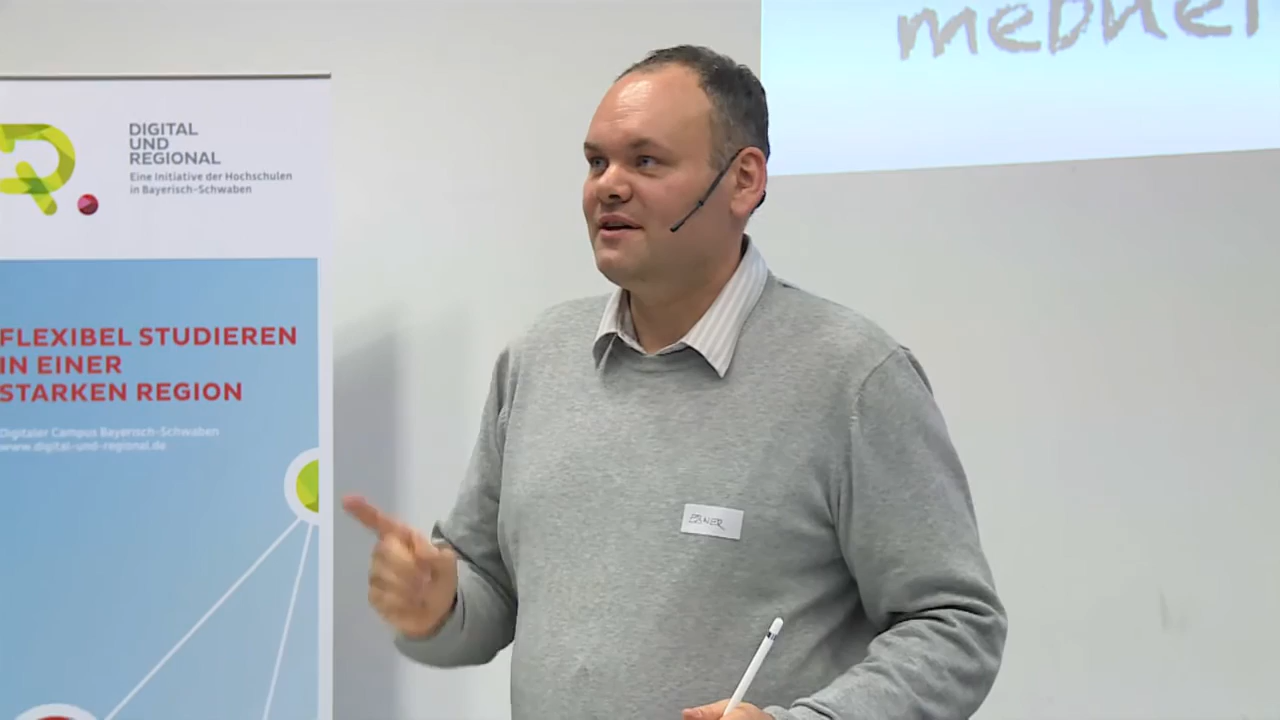 mebner
DIGITAL
UND
REGIONAL
Eine Initiative der Hochschulen
in Bayerisch-Schwaben
FLEXIBEL STUDIEREN
IN EINER
STARKEN REGION
Digitaler Campus Bayerisch-Schwaben
www.digital-und-regional.de
EBNER